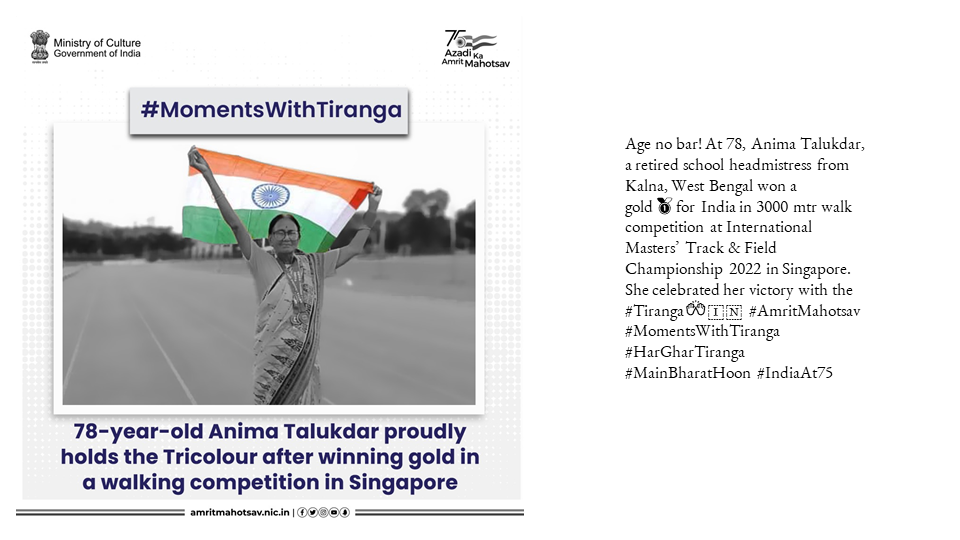 Ministry of Culture
Government of India
75
Azadi Ka
Amrit Mahotsav
#MomentsWithTiranga
78-year-old Anima Talukdar proudly
holds the Tricolour after winning gold in
a walking competition in Singapore
amritmahotsav.nic.in |
Age no bar! At 78, Anima Talukdar,
a retired school headmistress from
Kalna, West Bengal won a
gold 🥇 for India in 3000 mtr walk
competition at International
Masters’ Track & Field
Championship 2022 in Singapore.
She celebrated her victory with the
#Tiranga🙌🇮🇳 #AmritMahotsav
#MomentsWithTiranga
#HarGharTiranga
#MainBharatHoon #IndiaAt75